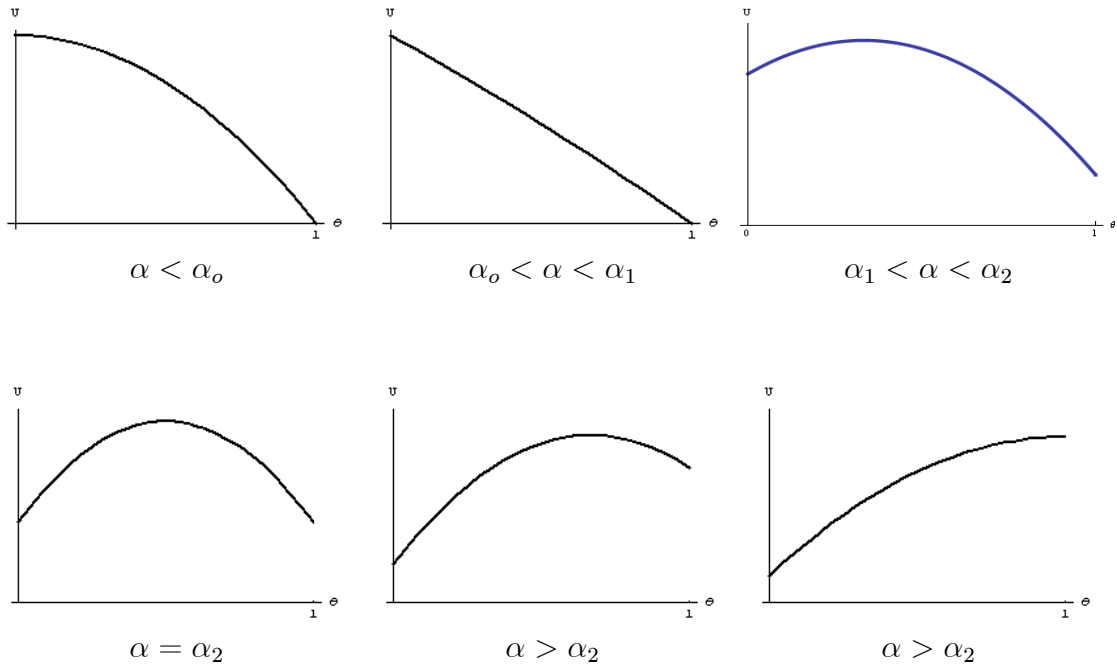 U U U
θ θ θ
1 1 0 1
α < α_o α_o < α < α_1 α_1 < α < α_2
U U U
θ θ θ
1 1 1
α = α_2 α > α_2 α > α_2